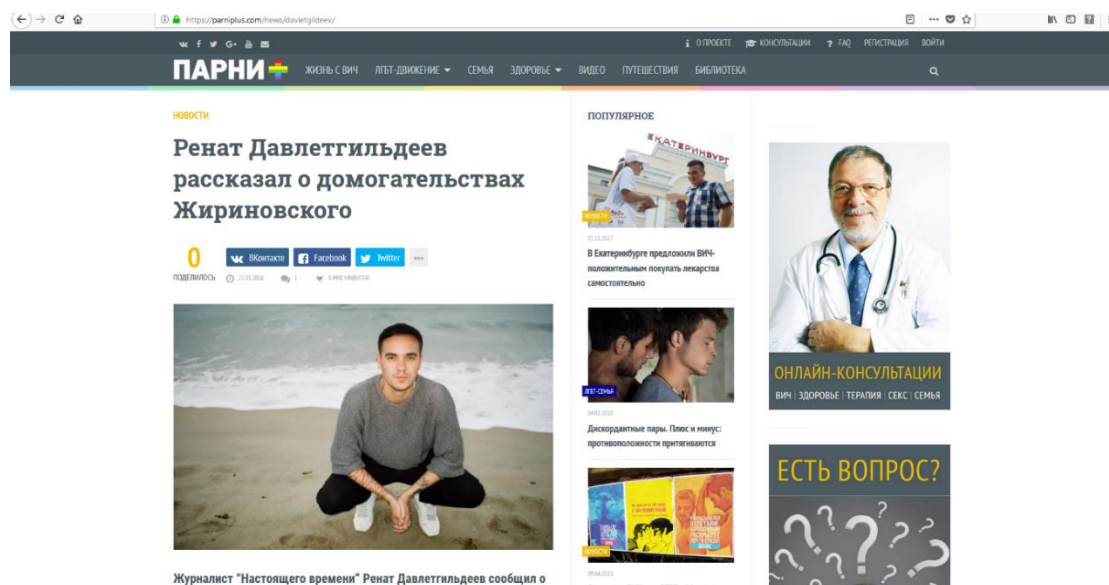 https://parniplus.com/news/davletgildeev/
О ПРОЕКТЕ КОНСУЛЬТАЦИИ ? FAQ РЕГИСТРАЦИЯ ВОЙТИ
ПАРНИ+ ЖИЗНЬ С ВИЧ ЛГБТ-ДВИЖЕНИЕ СЕМЬЯ ЗДОРОВЬЕ ВИДЕО ПУТЕШЕСТВИЯ БИБЛИОТЕКА
НОВОСТИ
Ренат Давлетгильдеев
рассказал о домогательствах
Жириновского
0
ПОДЕЛИЛОСЬ
ВКонтакте Facebook Twitter
1
Журналист "Настоящего времени" Ренат Давлетгильдеев сообщил о
ПОПУЛЯРНОЕ
ЕКАТЕРИНБУРГ
НОВОСТИ
В Екатеринбурге предложили ВИЧ-
положительным покупать лекарства
самостоятельно
ЛГБТ-СЕМЬЯ
Дискордантные пары. Плюс и минус:
противоположности притягиваются
НОВОСТИ
ОНЛАЙН-КОНСУЛЬТАЦИИ
ВИЧ | ЗДОРОВЬЕ | ТЕРАПИЯ | СЕКС | СЕМЬЯ
ЕСТЬ ВОПРОС?